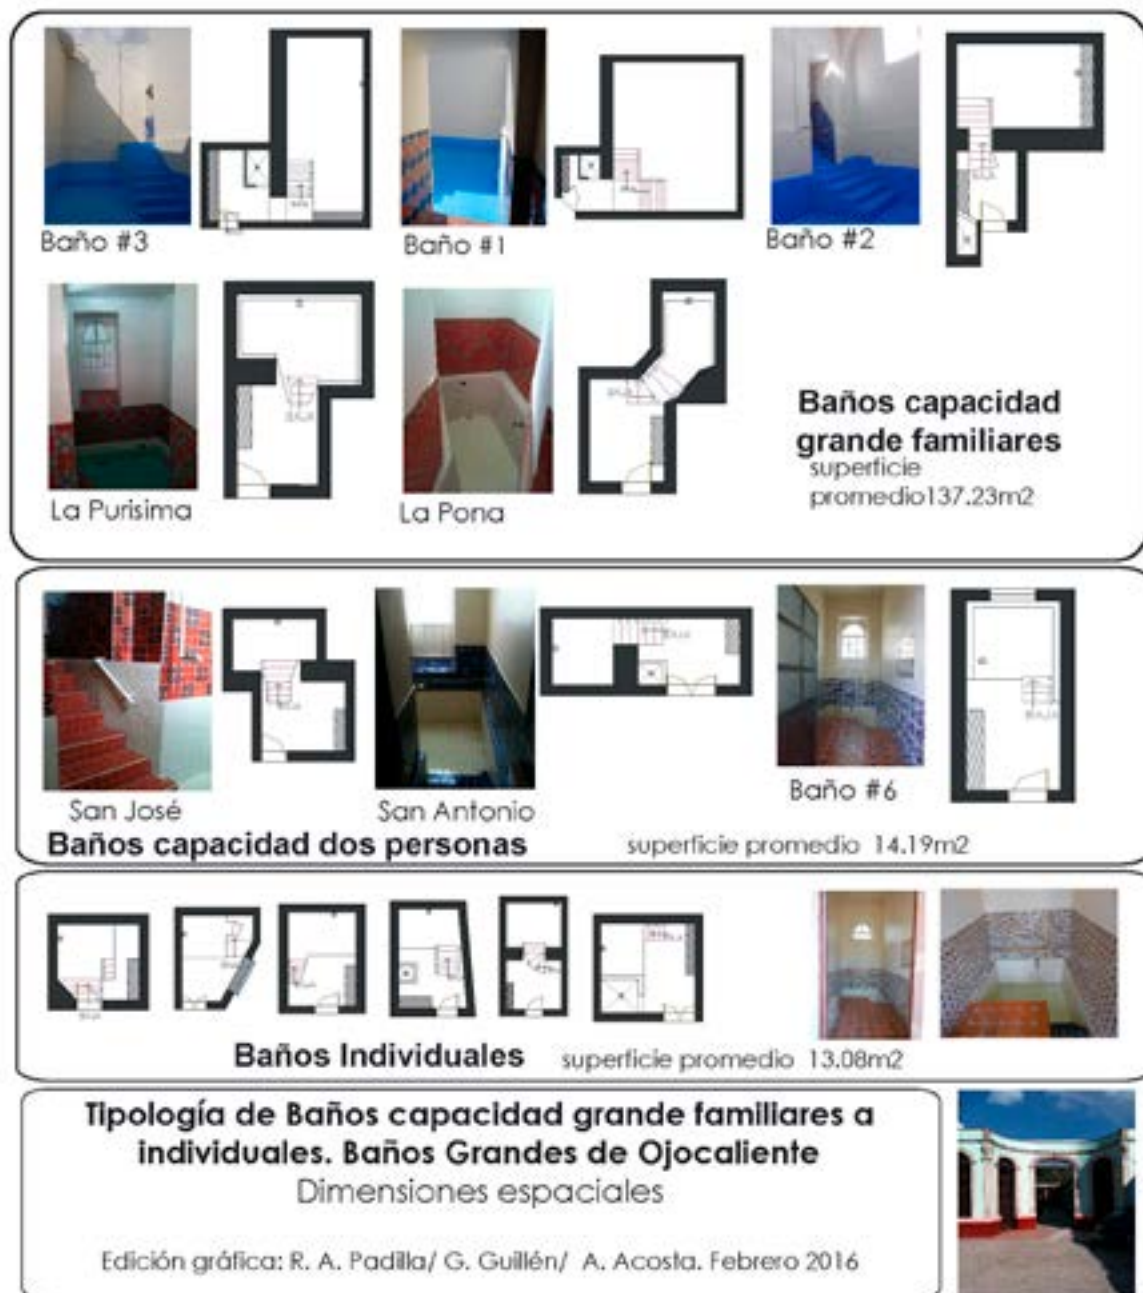 Baño #3
Baño #1
Baño #2
La Purisima
La Pona
Baños capacidad
grande familiares
superficie
promedio137.23m2
San José
San Antonio
Baño #6
Baños capacidad dos personas
superficie promedio 14.19m2
Baños Individuales
superficie promedio 13.08m2
Tipología de Baños capacidad grande familiares a
individuales. Baños Grandes de Ojocaliente
Dimensiones espaciales
Edición gráfica: R. A. Padilla/ G. Guillén/ A. Acosta. Febrero 2016